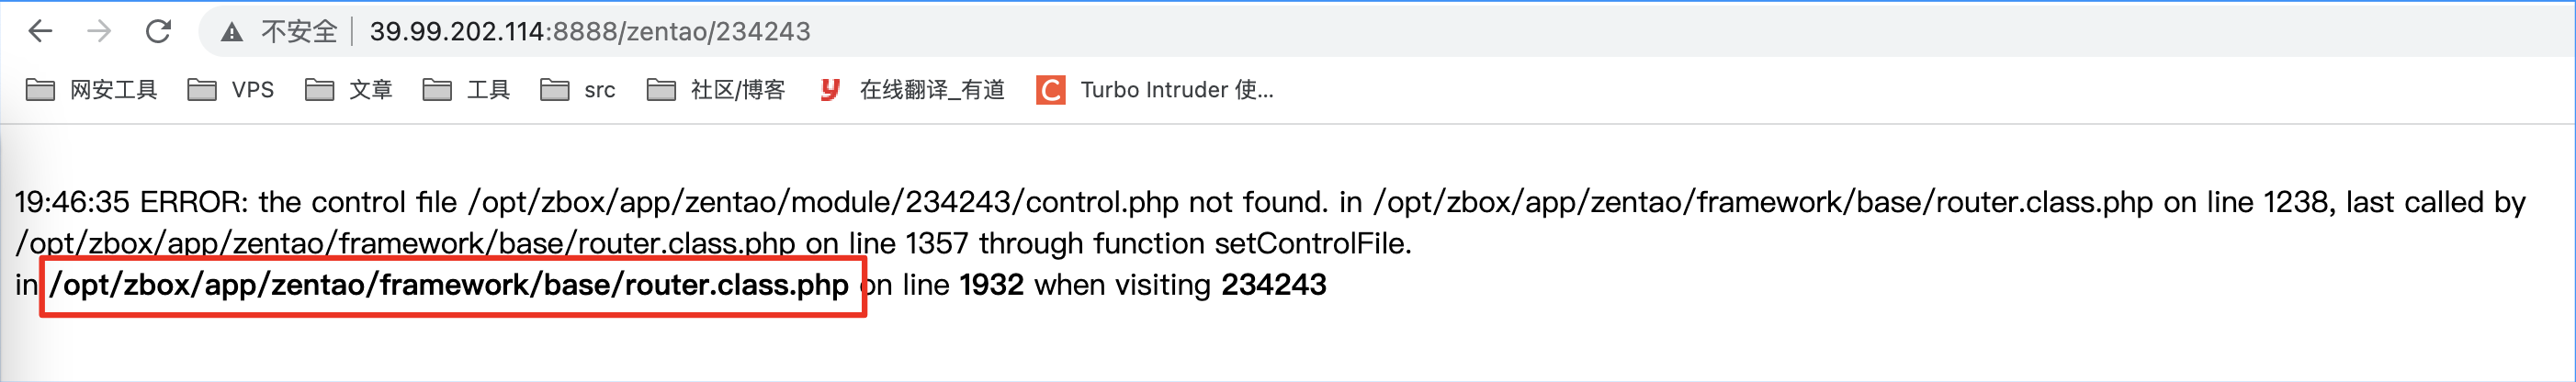 不安全 39.99.202.114:8888/zentao/234243
网安工具 VPS 文章 工具 src 社区/博客 在线翻译_有道 Turbo Intruder 使...
19:46:35 ERROR: the control file /opt/zbox/app/zentao/module/234243/control.php not found. in /opt/zbox/app/zentao/framework/base/router.class.php on line 1238, last called by
/opt/zbox/app/zentao/framework/base/router.class.php on line 1357 through function setControlFile.
in /opt/zbox/app/zentao/framework/base/router.class.php on line 1932 when visiting 234243